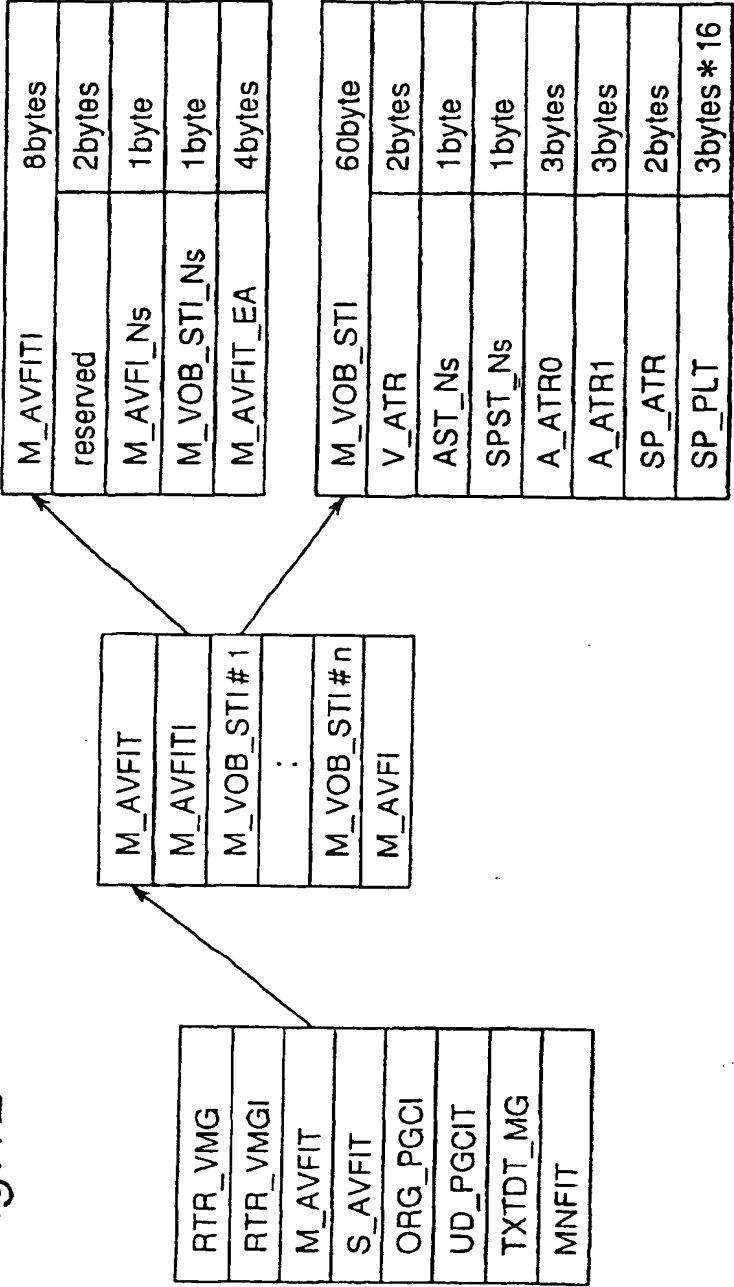 RTR_VMG
RTR_VMGI
M_AVFIT
S_AVFIT
ORG_PGCI
UD_PGCIT
TXTDT_MG
MNFIT
M_AVFIT
M_AVFITI
M_VOB_STI#1
:
M_VOB_STI#n
M_AVFI
M_AVFITI 8bytes
reserved 2bytes
M_AVFI_Ns 1byte
M_VOB_STI_Ns 1byte
M_AVFIT_EA 4bytes
M_VOB_STI 60byte
V_ATR 2bytes
AST_Ns 1byte
SPST_Ns 1byte
A_ATR0 3bytes
A_ATR1 3bytes
SP_ATR 2bytes
SP_PLT 3bytes*16